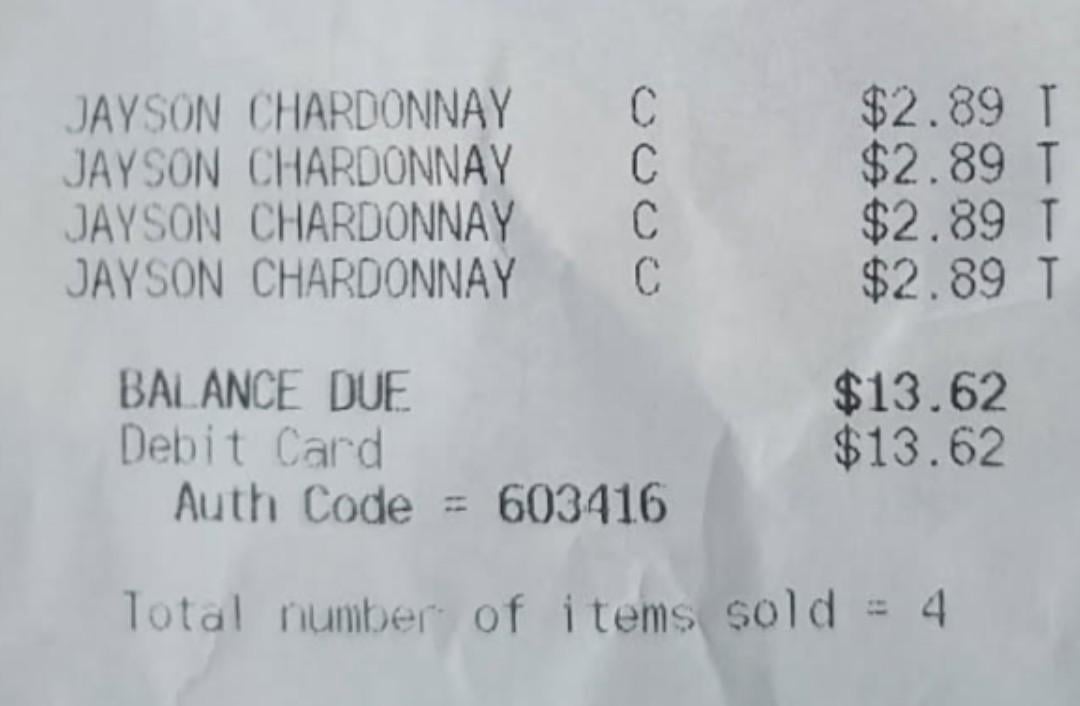 JAYSON CHARDONNAY C $2.89 T
JAYSON CHARDONNAY C $2.89 T
JAYSON CHARDONNAY C $2.89 T
JAYSON CHARDONNAY C $2.89 T
BALANCE DUE $13.62
Debit Card $13.62
Auth Code = 603416
Total number of items sold = 4